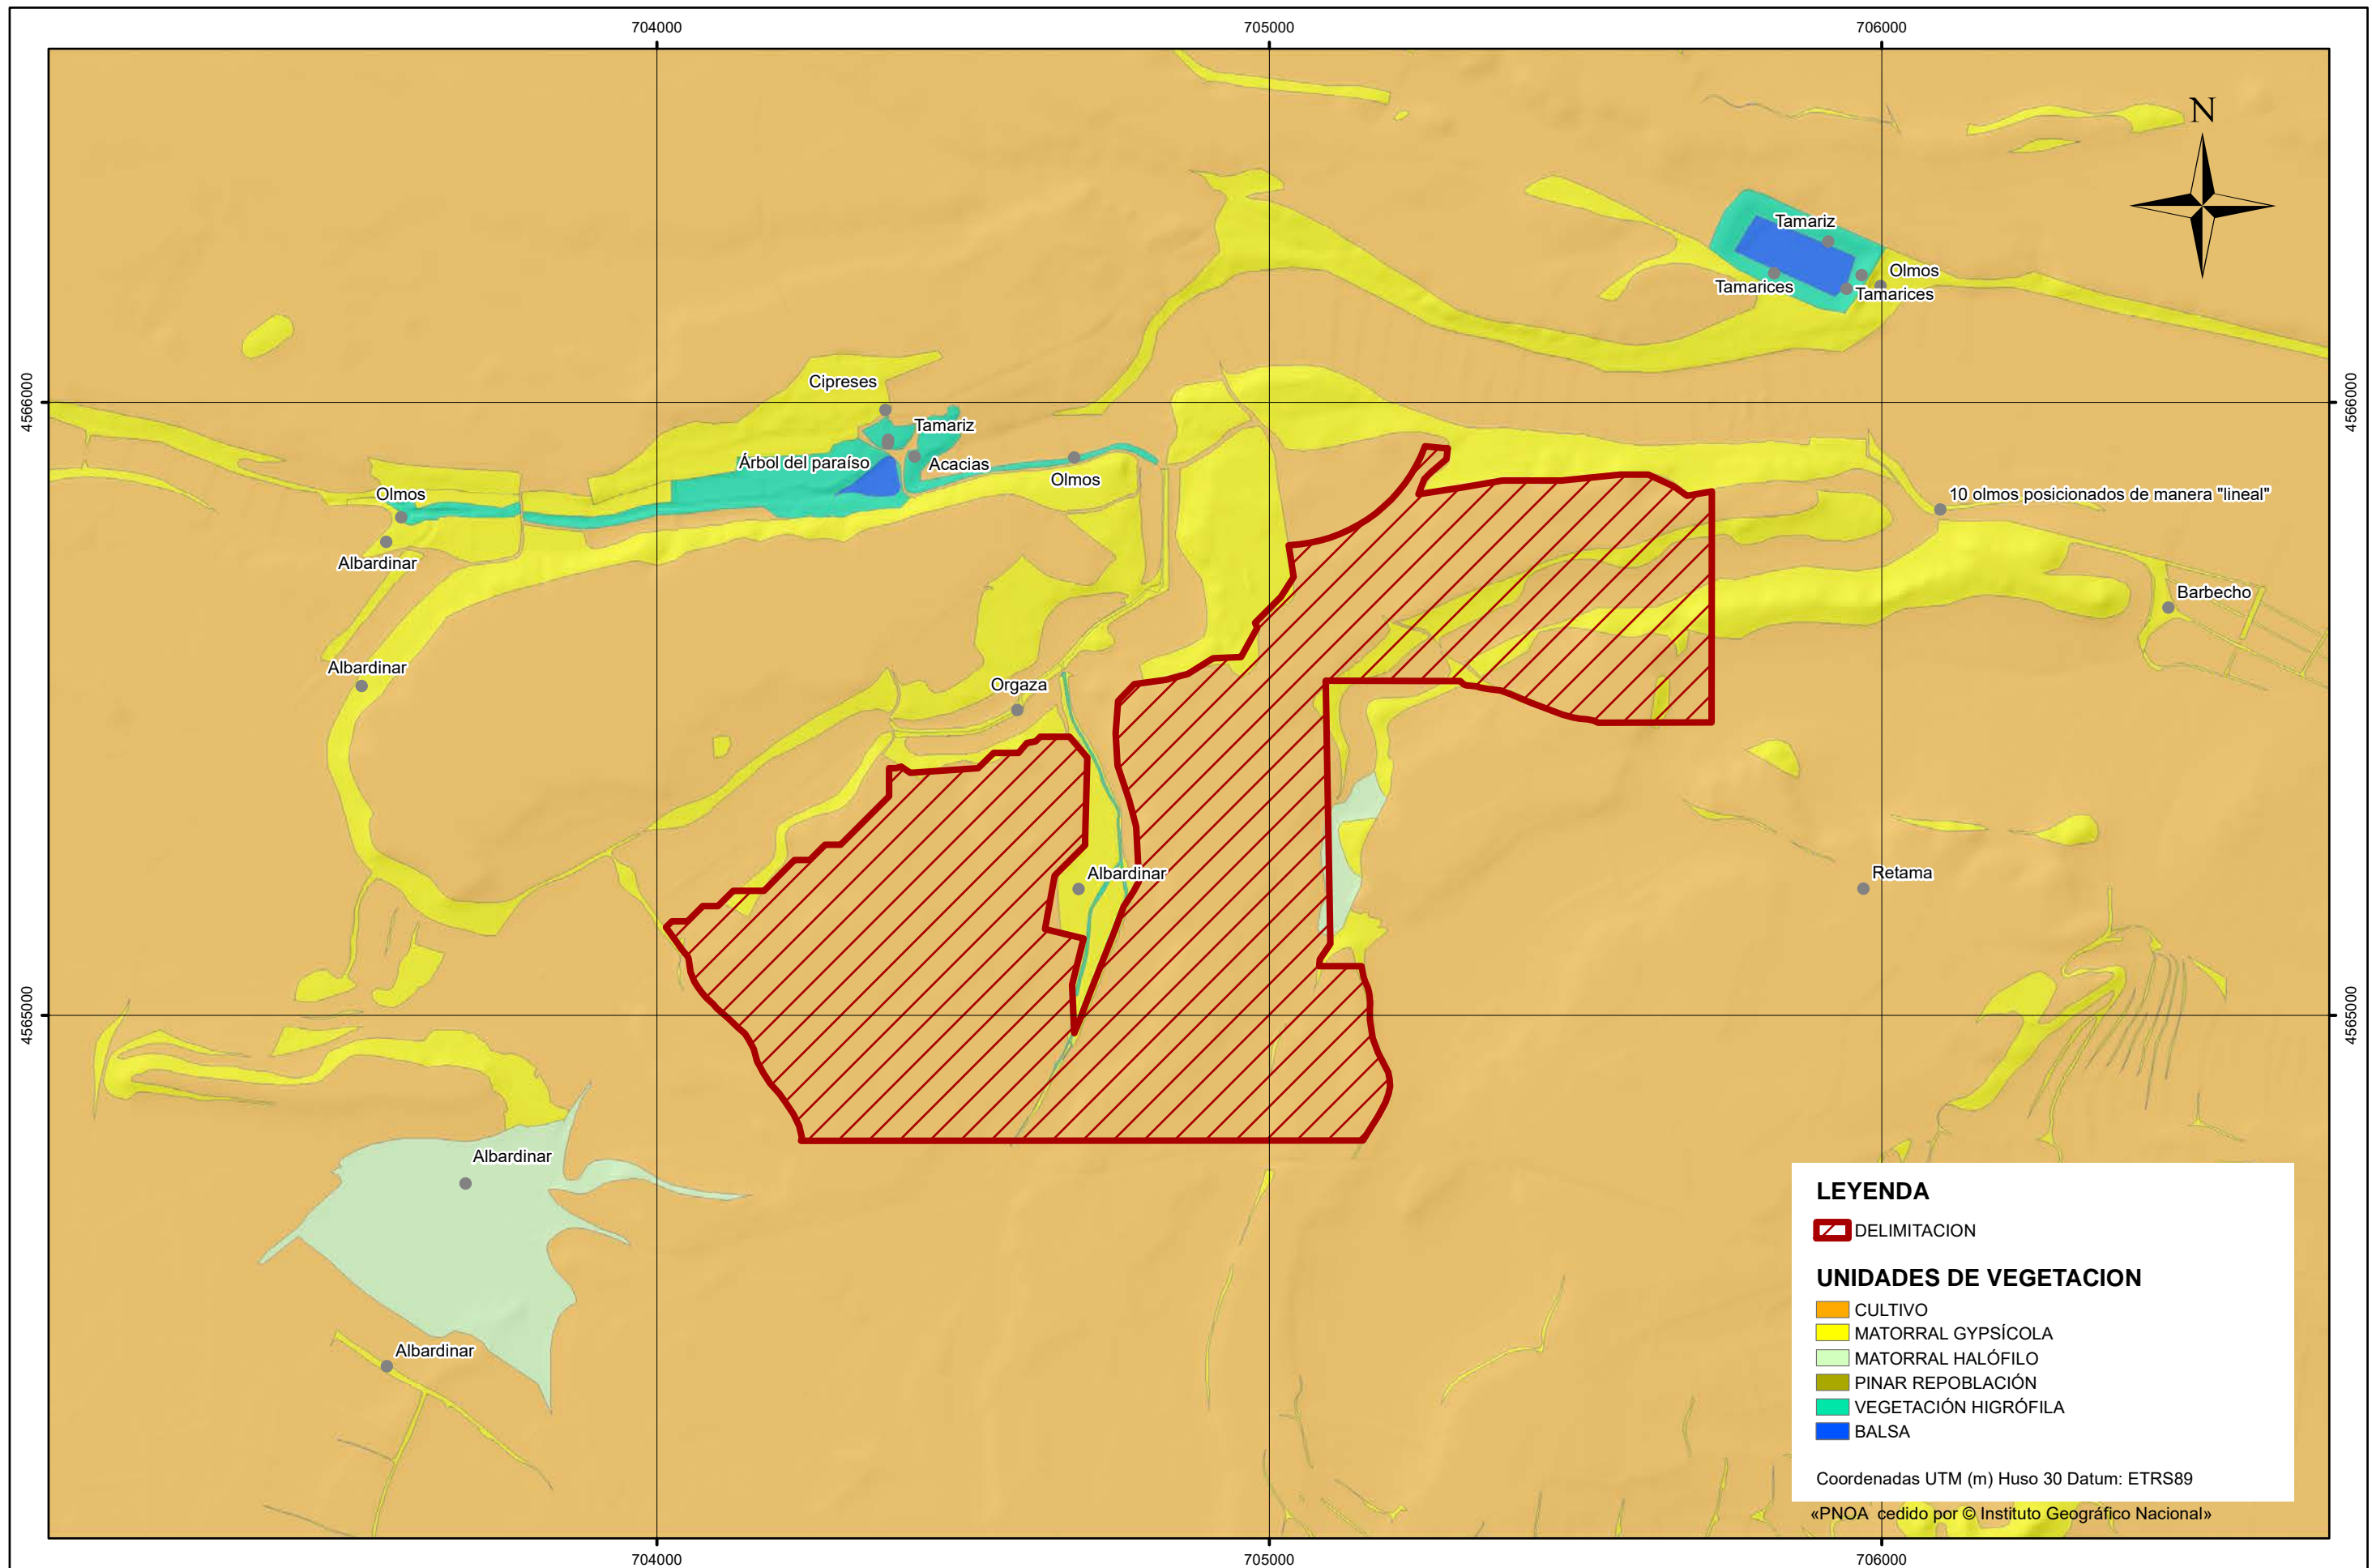 704000
705000
706000
N
Tamariz
Olmos
Tamarices
Tamarices
4566000
4566000
Cipreses
Tamariz
Árbol del paraíso
Acacias
Olmos
Olmos
10 olmos posicionados de manera "lineal"
Albardinar
Barbecho
Albardinar
Orgaza
Albardinar
Retama
4565000
4565000
Albardinar
Albardinar
LEYENDA
DELIMITACION
UNIDADES DE VEGETACION
CULTIVO
MATORRAL GYPSÍCOLA
MATORRAL HALÓFILO
PINAR REPOBLACIÓN
VEGETACIÓN HIGRÓFILA
BALSA
Coordenadas UTM (m) Huso 30 Datum: ETRS89
«PNOA cedido por © Instituto Geográfico Nacional»
704000
705000
706000